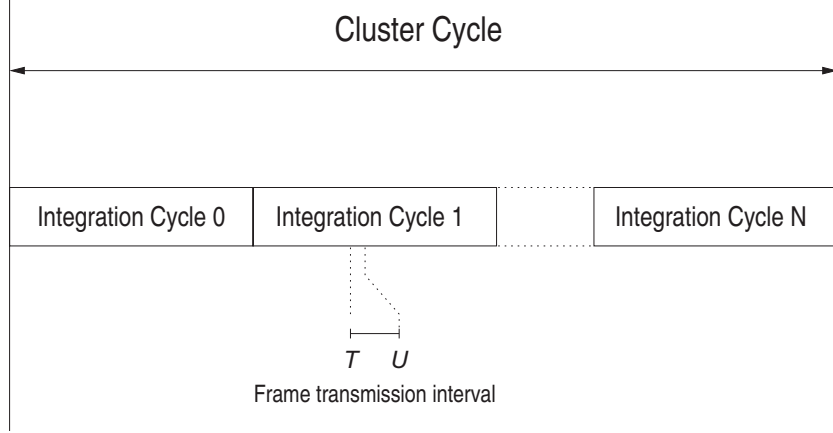 Cluster Cycle
Integration Cycle 0 Integration Cycle 1 Integration Cycle N
T U
Frame transmission interval